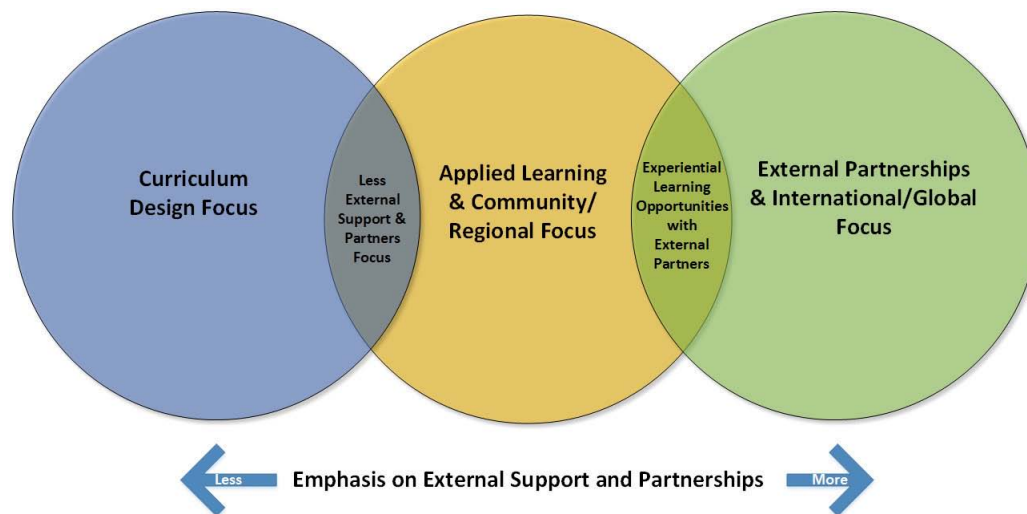 Curriculum
Design Focus
Less
External
Support &
Partners
Focus
Applied Learning
& Community/
Regional Focus
Experiential
Learning
Opportunities
with
External
Partners
External Partnerships
& International/Global
Focus
Less
Emphasis on External Support and Partnerships
More